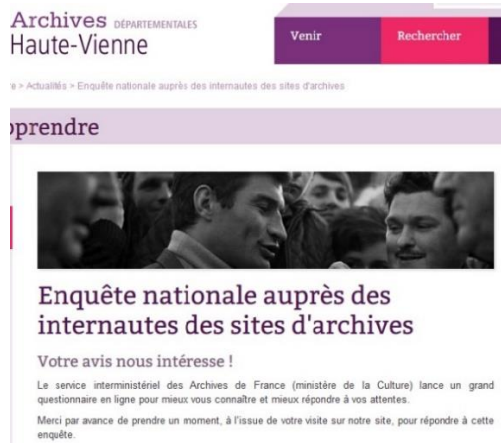 Archives DÉPARTEMENTALES
Haute-Vienne
Venir
Rechercher
> Actualités > Enquête nationale auprès des internautes des sites d'archives
prendre
Enquête nationale auprès des
internautes des sites d'archives
Votre avis nous intéresse !
Le service interministériel des Archives de France (ministère de la Culture) lance un grand
questionnaire en ligne pour mieux vous connaître et mieux répondre à vos attentes.
Merci par avance de prendre un moment, à l'issue de votre visite sur notre site, pour répondre à cette
enquête.